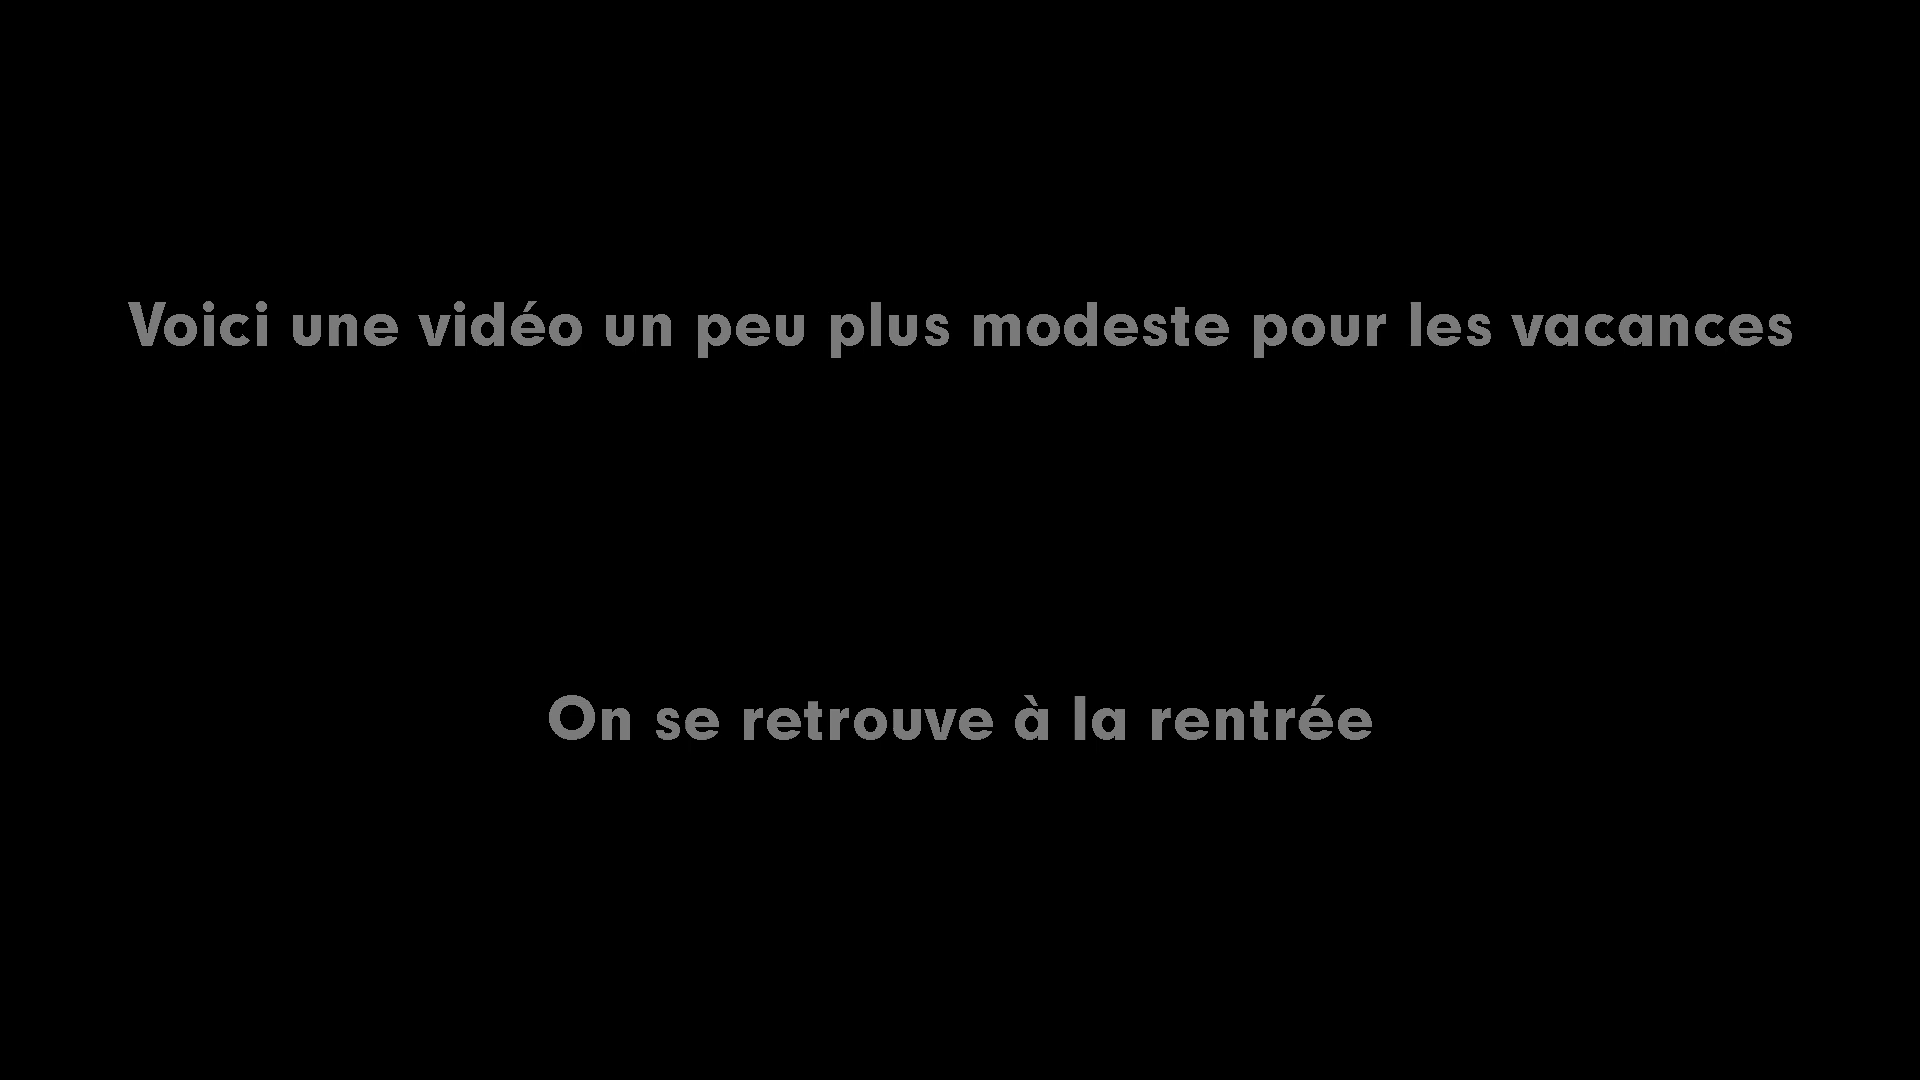 Voici une vidéo un peu plus modeste pour les vacances
On se retrouve à la rentrée